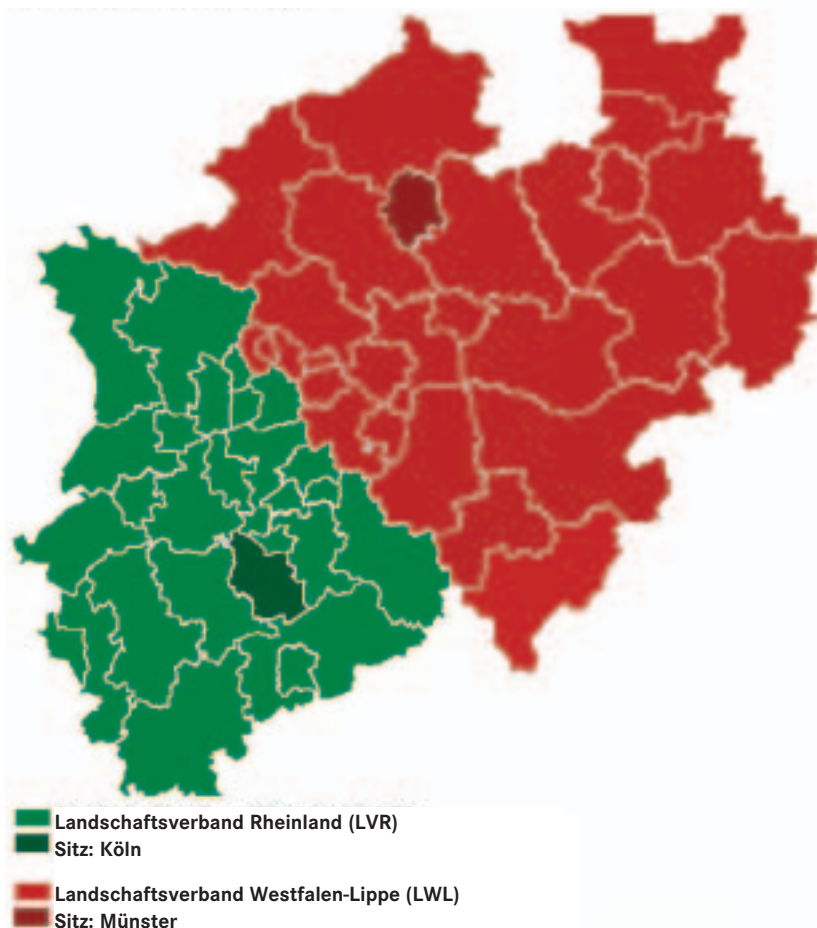 Landschaftsverband Rheinland (LVR)
Sitz: Köln
Landschaftsverband Westfalen-Lippe (LWL)
Sitz: Münster